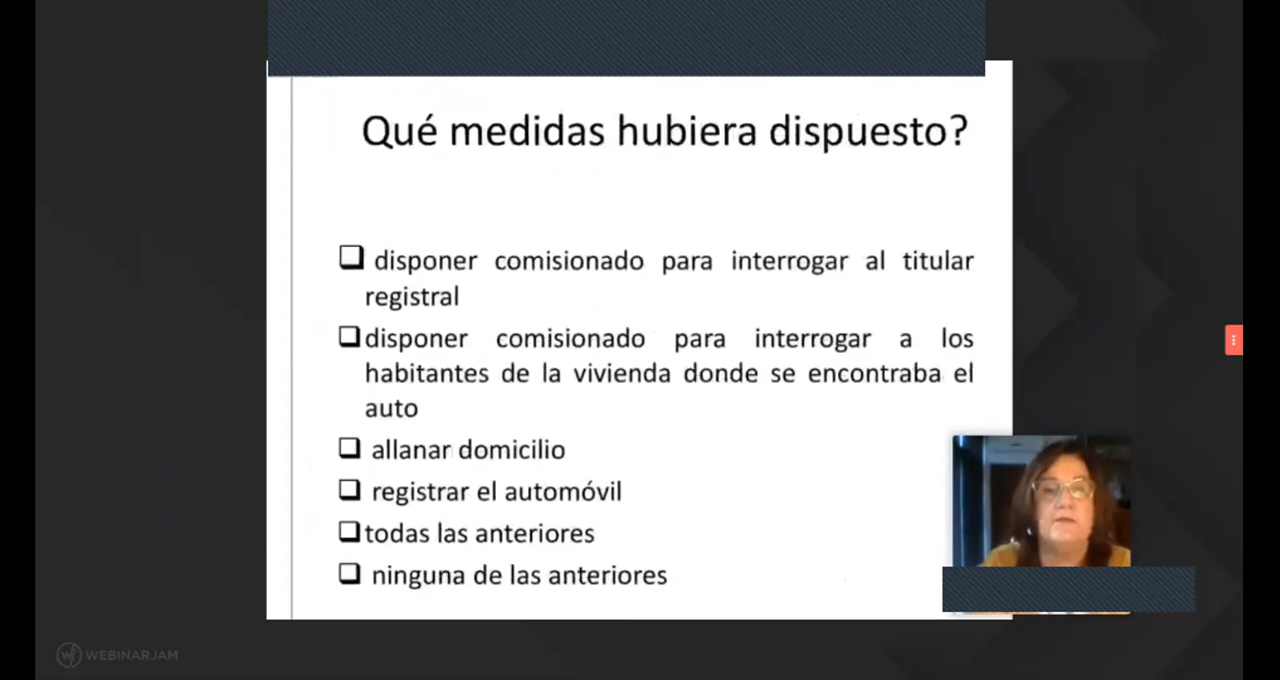 Qué medidas hubiera dispuesto?
disponer comisionado para interrogar al titular
registral
disponer comisionado para interrogar a los
habitantes de la vivienda donde se encontraba el
auto
allanar domicilio
registrar el automóvil
todas las anteriores
ninguna de las anteriores
WEBINARJAM